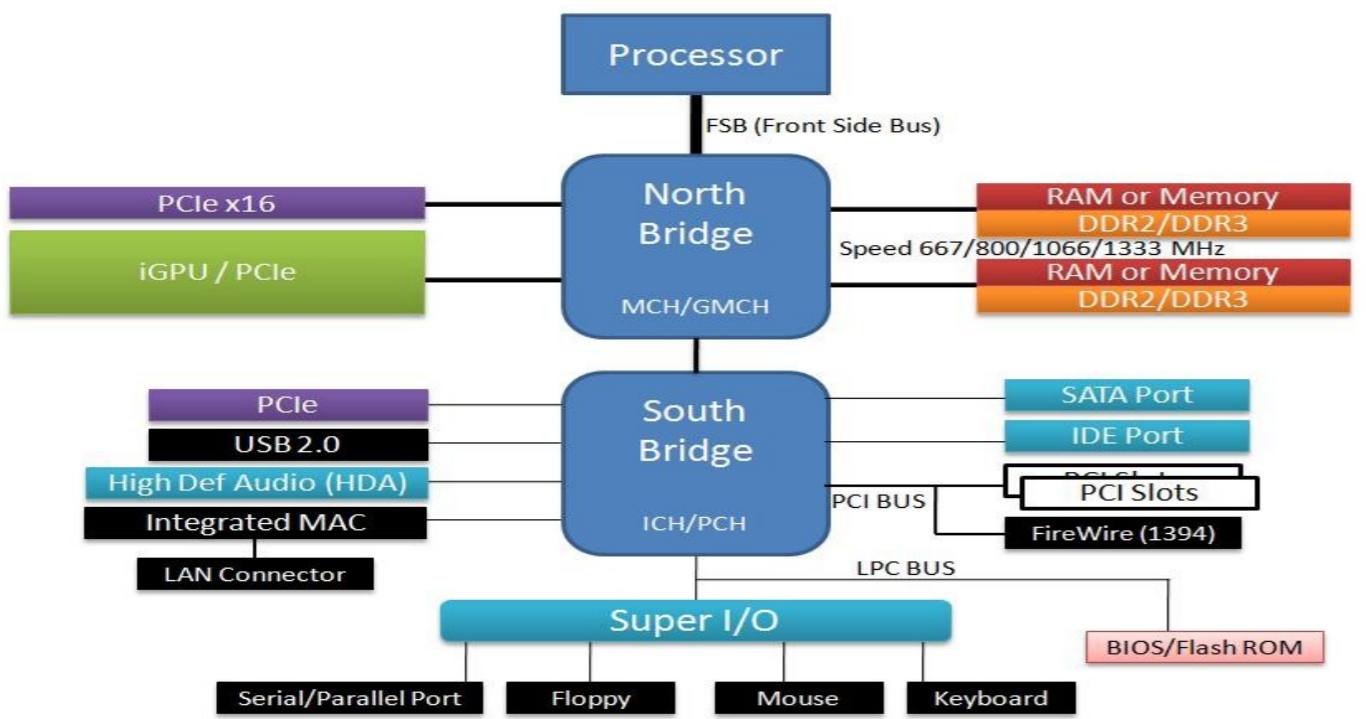 Processor
FSB (Front Side Bus)
North
Bridge
MCH/GMCH
PCIe x16
iGPU / PCIe
RAM or Memory
DDR2/DDR3
Speed 667/800/1066/1333 MHz
RAM or Memory
DDR2/DDR3
South
Bridge
ICH/PCH
PCIe
USB 2.0
High Def Audio (HDA)
Integrated MAC
LAN Connector
SATA Port
IDE Port
PCI BUS
PCI Slots
PCI Slots
FireWire (1394)
LPC BUS
Super I/O
BIOS/Flash ROM
Serial/Parallel Port
Floppy
Mouse
Keyboard